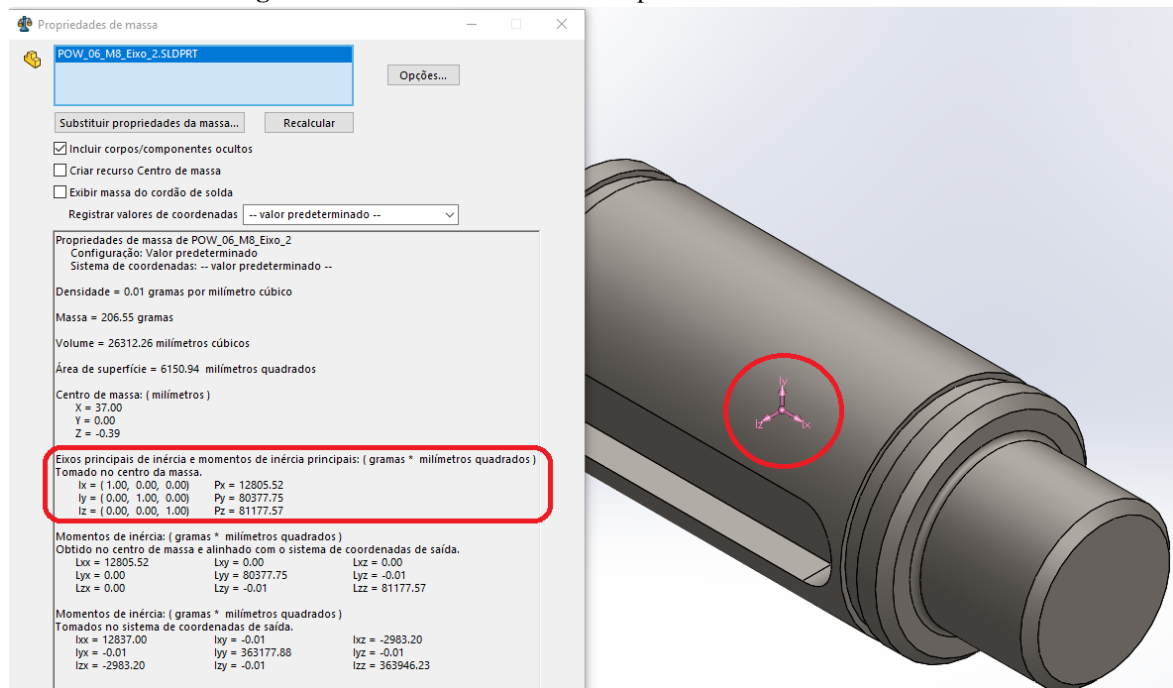 Propriedades de massa
POW_06_M8_Eixo_2.SLDPRT
Opções...
Substituir propriedades da massa... Recalcular
Incluir corpos/componentes ocultos
Criar recurso Centro de massa
Exibir massa do cordão de solda
Registrar valores de coordenadas -- valor predeterminado --
Propriedades de massa de POW_06_M8_Eixo_2
Configuração: Valor predeterminado
Sistema de coordenadas: -- valor predeterminado --
Densidade = 0.01 gramas por milímetro cúbico
Massa = 206.55 gramas
Volume = 26312.26 milímetros cúbicos
Área de superfície = 6150.94 milímetros quadrados
Centro de massa: ( milímetros )
X = 37.00
Y = 0.00
Z = -0.39
Eixos principais de inércia e momentos de inércia principais: ( gramas * milímetros quadrados )
Tomado no centro da massa.
Ix = ( 1.00, 0.00, 0.00) Px = 12805.52
Iy = ( 0.00, 1.00, 0.00) Py = 80377.75
Iz = ( 0.00, 0.00, 1.00) Pz = 81177.57
Momentos de inércia: ( gramas * milímetros quadrados )
Obtido no centro de massa e alinhado com o sistema de coordenadas de saída.
Lxx = 12805.52 Lxy = 0.00 Lxz = 0.00
Lyx = 0.00 Lyy = 80377.75 Lyz = -0.01
Lzx = 0.00 Lzy = -0.01 Lzz = 81177.57
Momentos de inércia: ( gramas * milímetros quadrados )
Tomados no sistema de coordenadas de saída.
Ixx = 12837.00 Ixy = -0.01 Ixz = -2983.20
Iyx = -0.01 Iyy = 363177.88 Iyz = -0.01
Izx = -2983.20 Izy = -0.01 Izz = 363946.23
Iy
Iz Ix